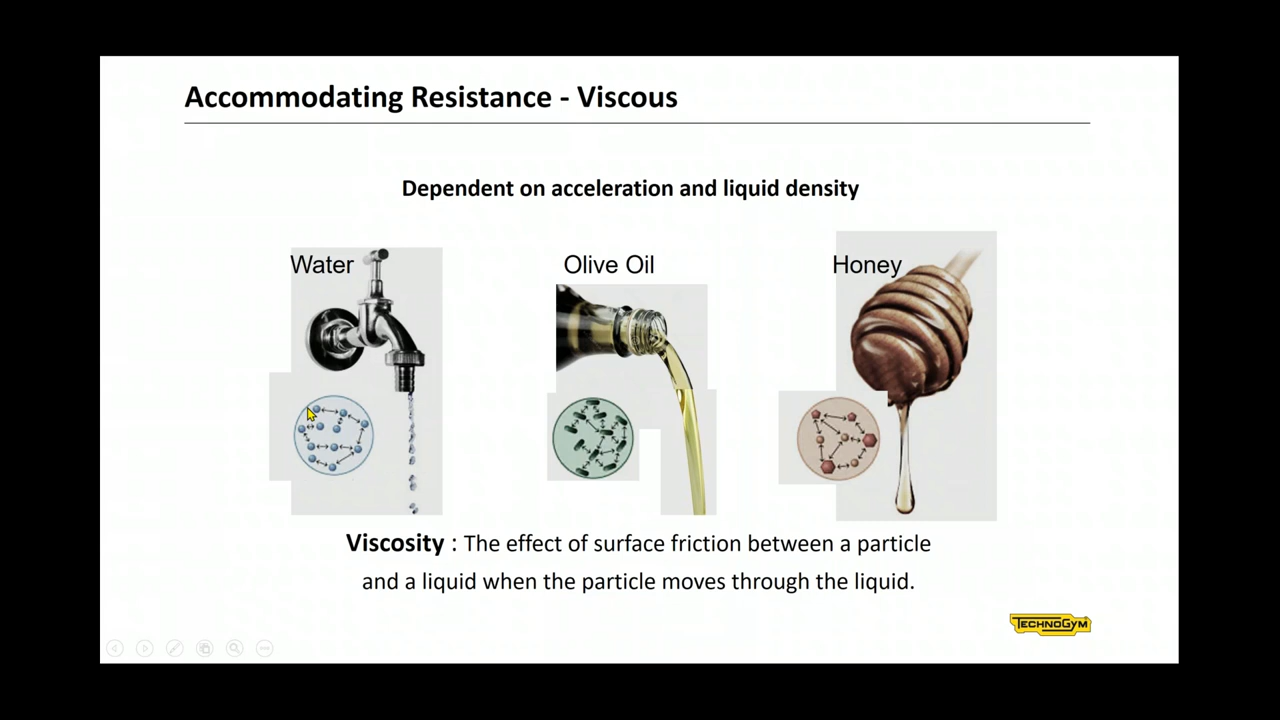 Accommodating Resistance - Viscous
Dependent on acceleration and liquid density
Water
Olive Oil
Honey
Viscosity : The effect of surface friction between a particle
and a liquid when the particle moves through the liquid.
TECHNOGYM